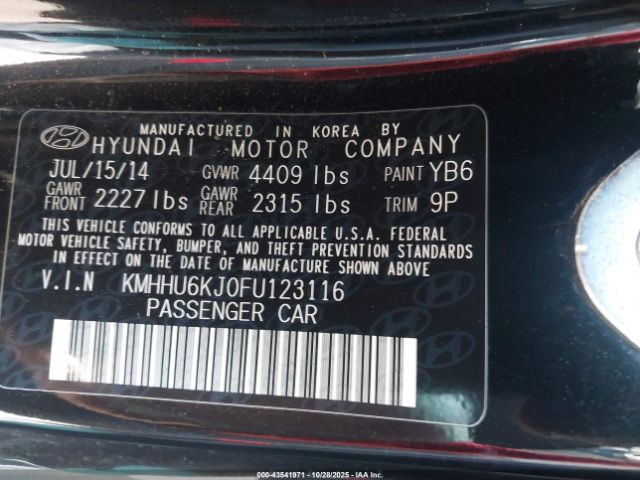 MANUFACTURED IN KOREA BY
HYUNDAI MOTOR COMPANY
JUL/15/14 GVWR 4409 lbs PAINT YB6
GAWR FRONT 2227 lbs GAWR REAR 2315 lbs TRIM 9P
THIS VEHICLE CONFORMS TO ALL APPLICABLE U.S.A. FEDERAL
MOTOR VEHICLE SAFETY, BUMPER, AND THEFT PREVENTION STANDARDS
IN EFFECT ON THE DATE OF MANUFACTURE SHOWN ABOVE
V.I.N KMHHU6KJ0FU123116
PASSENGER CAR
000-43541971 | 10/28/2025 | IAA Inc.